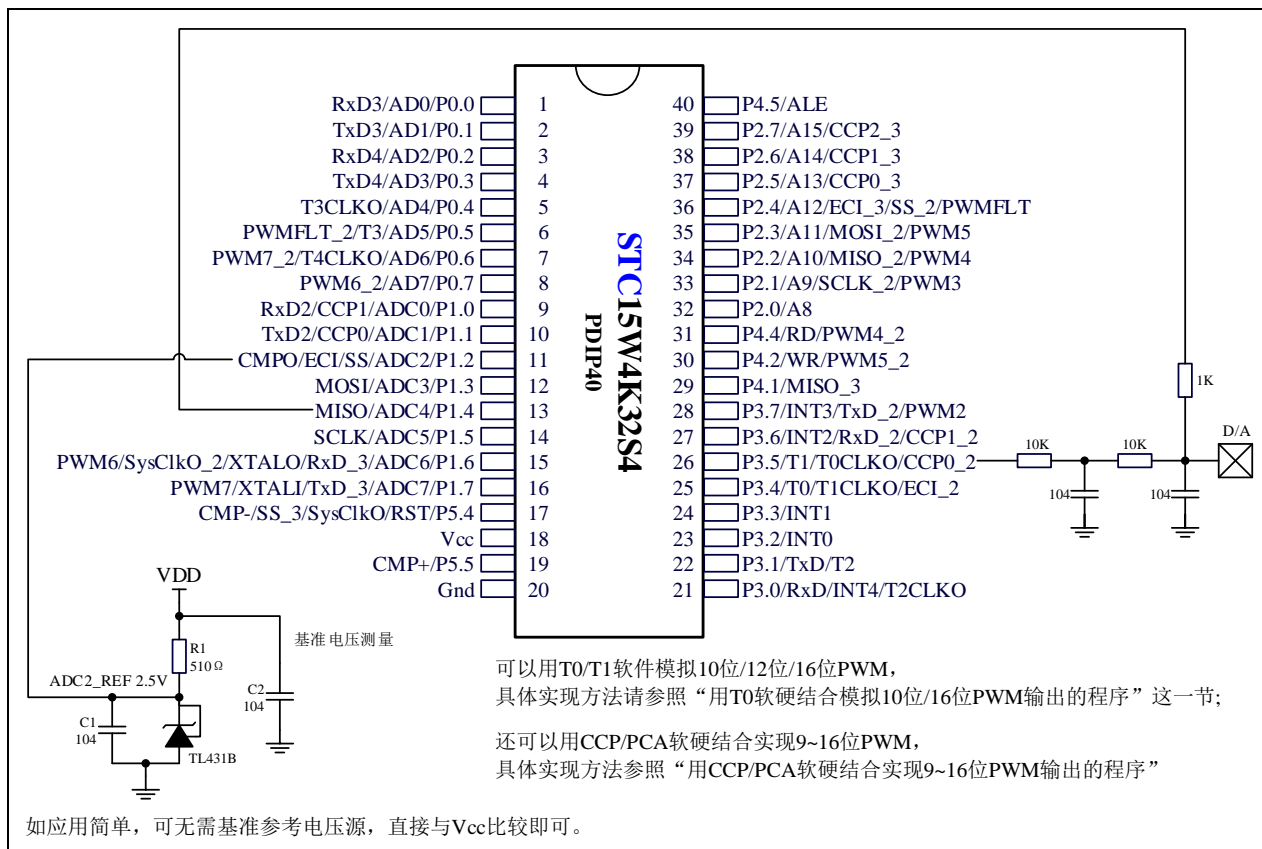 RxD3/AD0/P0.0 1 40 P4.5/ALE
TxD3/AD1/P0.1 2 39 P2.7/A15/CCP2_3
RxD4/AD2/P0.2 3 38 P2.6/A14/CCP1_3
TxD4/AD3/P0.3 4 37 P2.5/A13/CCP0_3
T3CLKO/AD4/P0.4 5 36 P2.4/A12/ECI_3/SS_2/PWMFLT
PWMFLT_2/T3/AD5/P0.5 6 35 P2.3/A11/MOSI_2/PWM5
PWM7_2/T4CLKO/AD6/P0.6 7 34 P2.2/A10/MISO_2/PWM4
PWM6_2/AD7/P0.7 8 33 P2.1/A9/SCLK_2/PWM3
RxD2/CCP1/ADC0/P1.0 9 32 P2.0/A8
TxD2/CCP0/ADC1/P1.1 10 31 P4.4/RD/PWM4_2
CMPO/ECI/SS/ADC2/P1.2 11 30 P4.2/WR/PWM5_2
MOSI/ADC3/P1.3 12 29 P4.1/MISO_3
MISO/ADC4/P1.4 13 28 P3.7/INT3/TxD_2/PWM2
SCLK/ADC5/P1.5 14 27 P3.6/INT2/RxD_2/CCP1_2
PWM6/SysClkO_2/XTALO/RxD_3/ADC6/P1.6 15 26 P3.5/T1/T0CLKO/CCP0_2
PWM7/XTALI/TxD_3/ADC7/P1.7 16 25 P3.4/T0/T1CLKO/ECI_2
CMP-/SS_3/SysClkO/RST/P5.4 17 24 P3.3/INT1
Vcc 18 23 P3.2/INT0
CMP+/P5.5 19 22 P3.1/TxD/T2
Gnd 20 21 P3.0/RxD/INT4/T2CLKO
STC15W4K32S4
PDIP40
1K
D/A
10K 10K
104 104
VDD
基准电压测量
R1
510Ω
ADC2_REF 2.5V
C2
104
C1
104
TL431B
可以用T0/T1软件模拟10位/12位/16位PWM，
具体实现方法请参照“用T0软硬结合模拟10位/16位PWM输出的程序”这一节;
还可以用CCP/PCA软硬结合实现9~16位PWM，
具体实现方法参照“用CCP/PCA软硬结合实现9~16位PWM输出的程序”
如应用简单，可无需基准参考电压源，直接与Vcc比较即可。